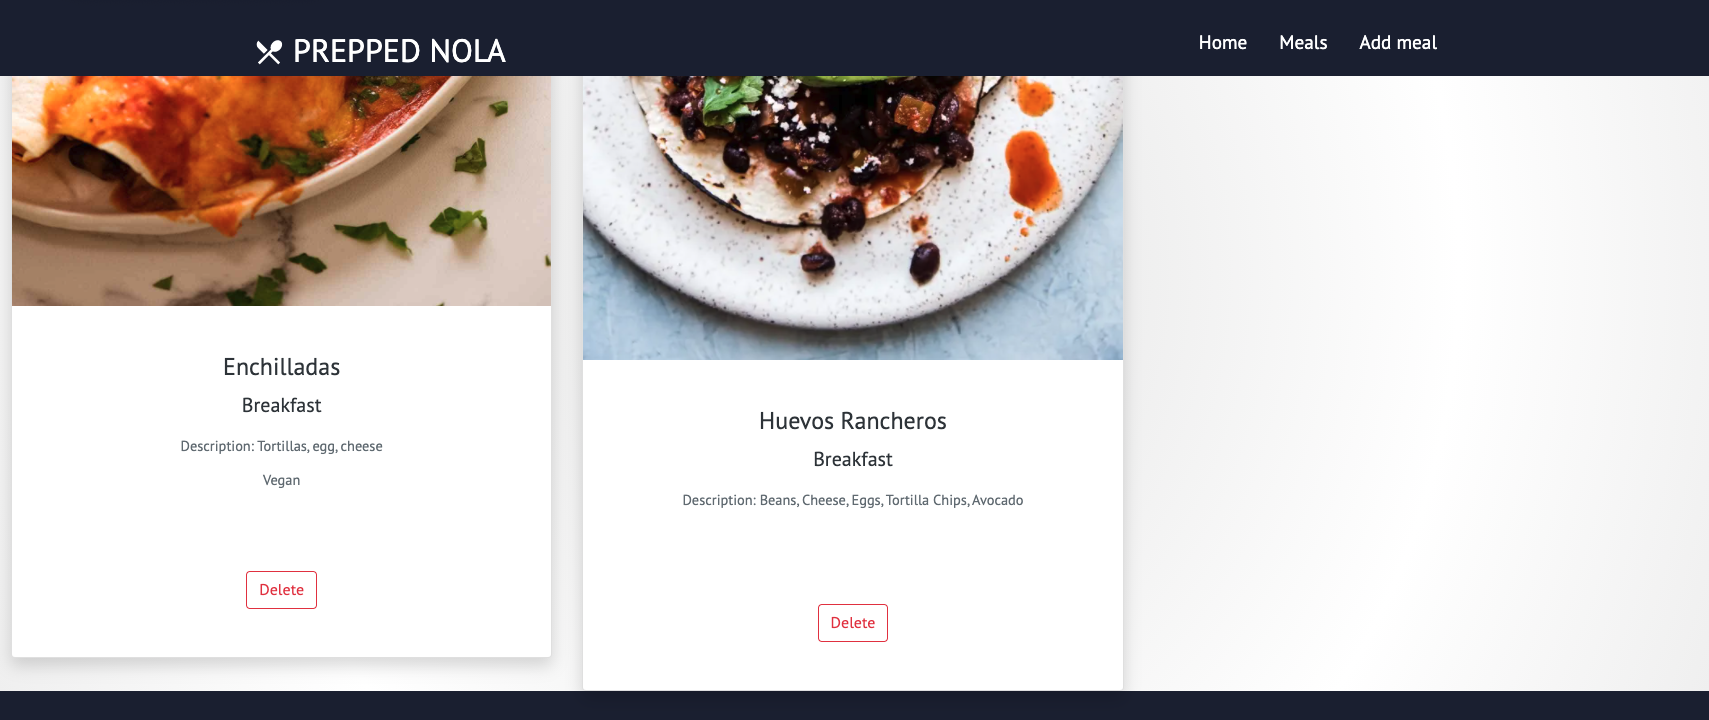 PREPPED NOLA
Home
Meals
Add meal
Enchilladas
Breakfast
Description: Tortillas, egg, cheese
Vegan
Delete
Huevos Rancheros
Breakfast
Description: Beans, Cheese, Eggs, Tortilla Chips, Avocado
Delete